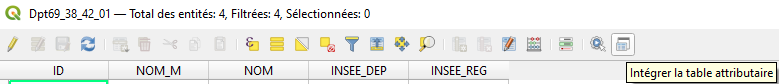 Dpt69_38_42_01 — Total des entités: 4, Filtrées: 4, Sélectionnées: 0
Intégrer la table attributaire
ID NOM_M NOM INSEE_DEP INSEE_REG